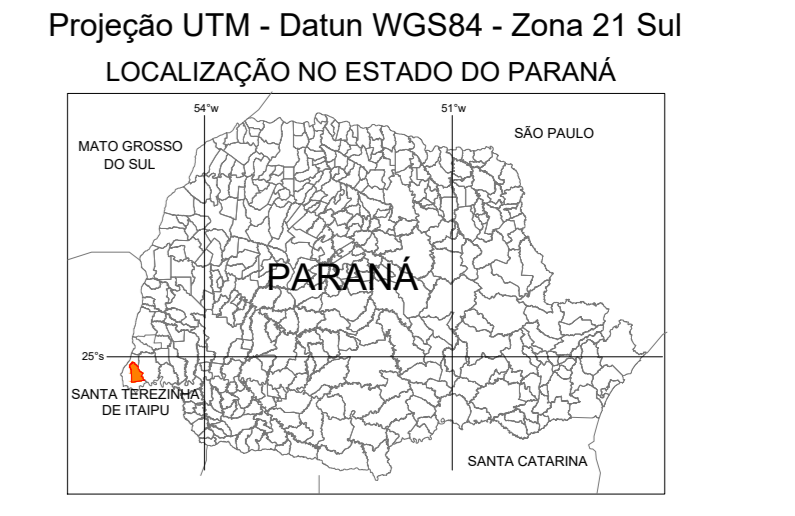 Projeção UTM - Datun WGS84 - Zona 21 Sul
LOCALIZAÇÃO NO ESTADO DO PARANÁ
54°w
51°w
MATO GROSSO
DO SUL
SÃO PAULO
PARANÁ
25°s
SANTA TEREZINHA
DE ITAIPU
SANTA CATARINA